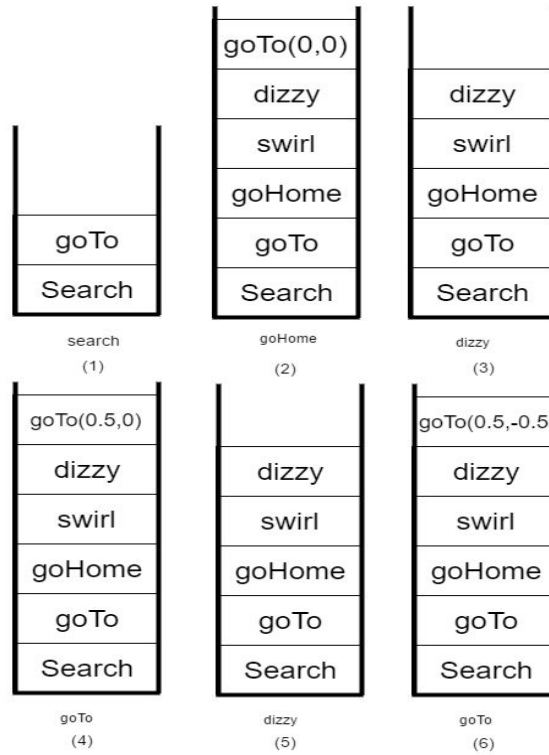 goTo
Search
search
(1)
goTo(0,0)
dizzy
swirl
goHome
goTo
Search
goHome
(2)
dizzy
swirl
goHome
goTo
Search
dizzy
(3)
goTo(0.5,0)
dizzy
swirl
goHome
goTo
Search
goTo
(4)
dizzy
swirl
goHome
goTo
Search
dizzy
(5)
goTo(0.5,-0.5
dizzy
swirl
goHome
goTo
Search
goTo
(6)